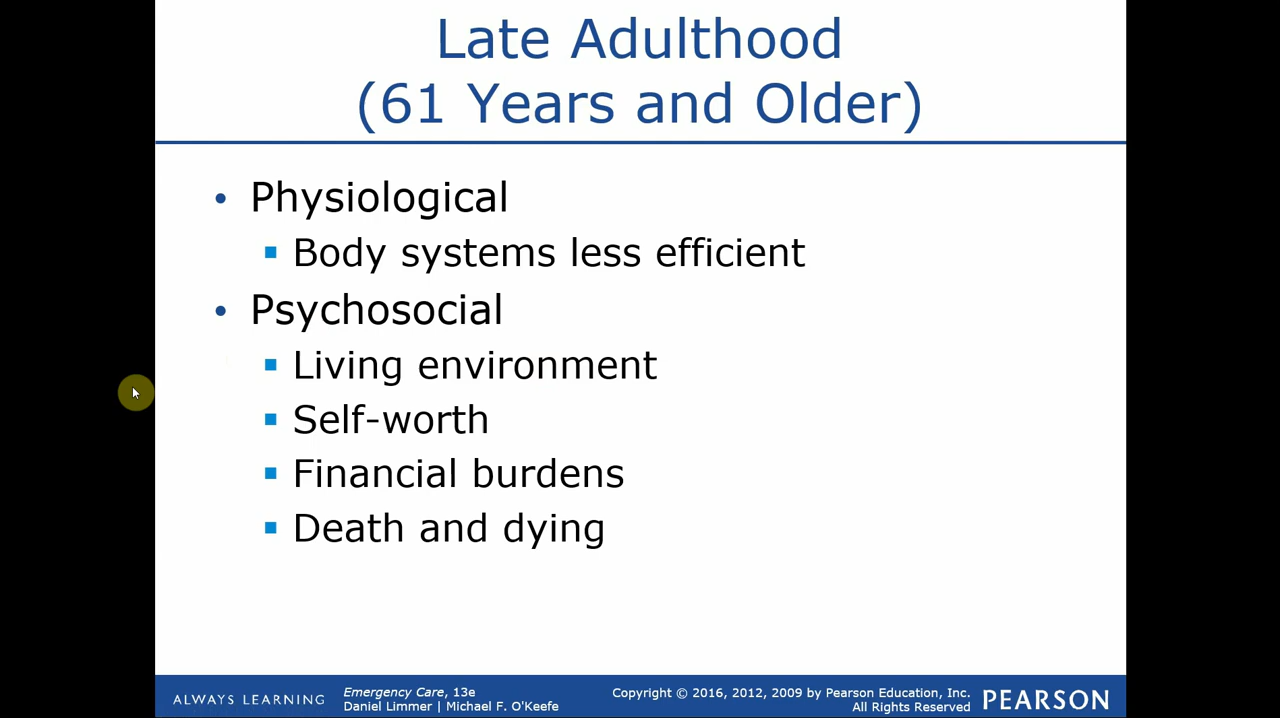 Late Adulthood
(61 Years and Older)
• Physiological
▪ Body systems less efficient
• Psychosocial
▪ Living environment
▪ Self-worth
▪ Financial burdens
▪ Death and dying
ALWAYS LEARNING
Emergency Care, 13e
Daniel Limmer | Michael F. O'Keefe
Copyright © 2016, 2012, 2009 by Pearson Education, Inc.
All Rights Reserved
PEARSON